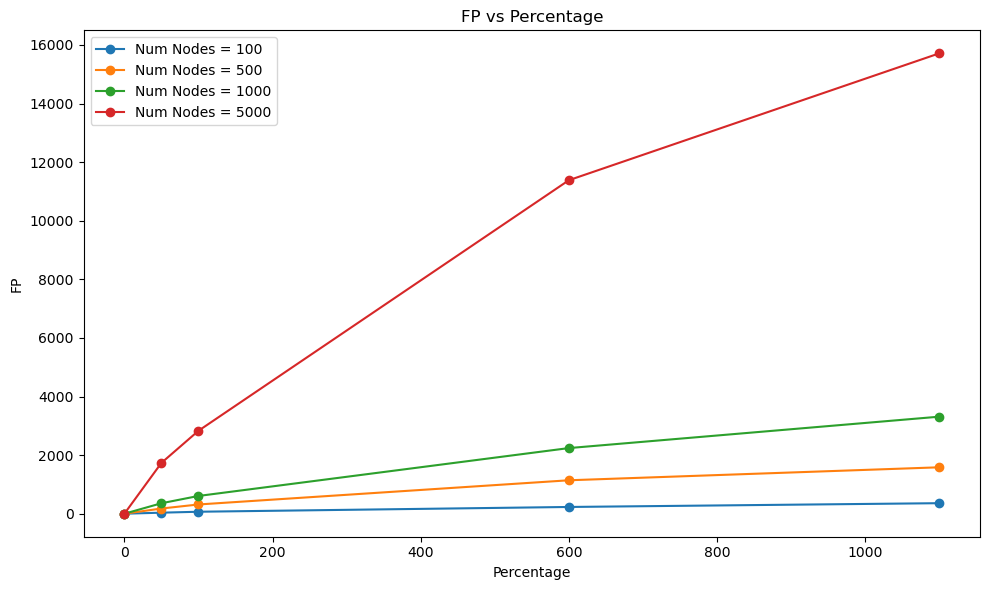 FP vs Percentage
Num Nodes = 100
Num Nodes = 500
Num Nodes = 1000
Num Nodes = 5000
16000
14000
12000
10000
8000
6000
4000
2000
0
FP
0 200 400 600 800 1000
Percentage